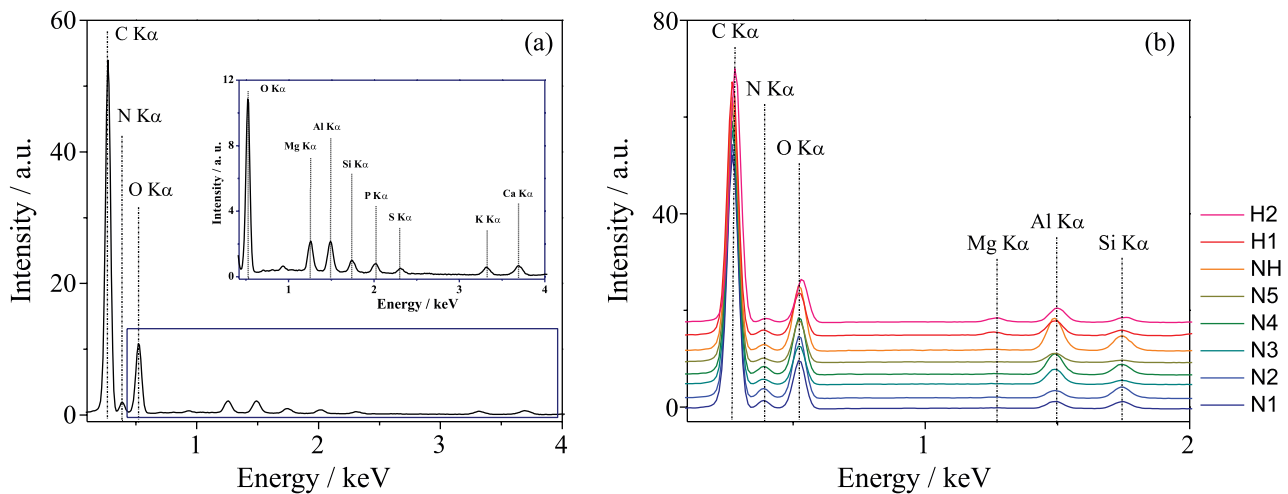 60
40
20
0
1
2
3
4
Intensity / a.u.
Energy / keV
(a)
C Kα
N Kα
O Kα
12
9
6
3
0
1
2
3
4
Intensity / a. u.
Energy / keV
O Kα
Mg Kα
Al Kα
Si Kα
P Kα
S Kα
K Kα
Ca Kα
80
40
0
1
2
Intensity / a.u.
Energy / keV
(b)
C Kα
N Kα
O Kα
Mg Kα
Al Kα
Si Kα
H2
H1
NH
N5
N4
N3
N2
N1